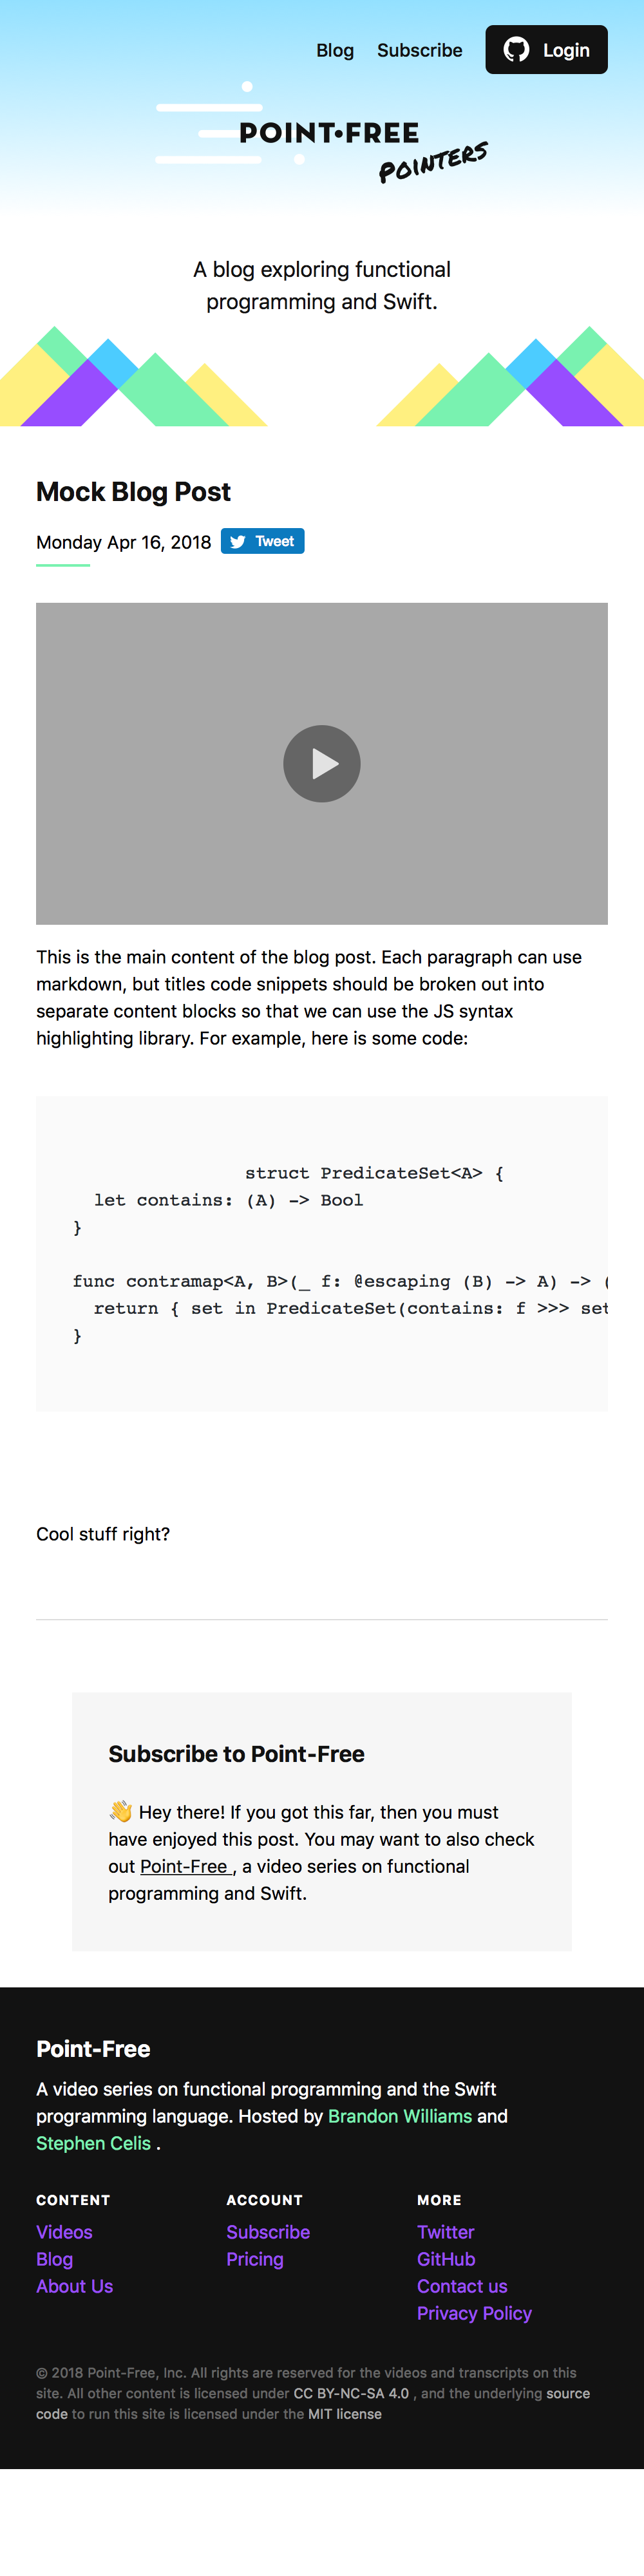 Blog Subscribe Login
POINT•FREE
POINTERS
A blog exploring functional
programming and Swift.
Mock Blog Post
Monday Apr 16, 2018 Tweet
This is the main content of the blog post. Each paragraph can use
markdown, but titles code snippets should be broken out into
separate content blocks so that we can use the JS syntax
highlighting library. For example, here is some code:
struct PredicateSet<A> {
  let contains: (A) -> Bool
}
func contramap<A, B>(_ f: @escaping (B) -> A) -> (
  return { set in PredicateSet(contains: f >>> set
}
Cool stuff right?
Subscribe to Point-Free
👋 Hey there! If you got this far, then you must
have enjoyed this post. You may want to also check
out Point-Free , a video series on functional
programming and Swift.
Point-Free
A video series on functional programming and the Swift
programming language. Hosted by Brandon Williams and
Stephen Celis .
CONTENT ACCOUNT MORE
Videos Subscribe Twitter
Blog Pricing GitHub
About Us Contact us
Privacy Policy
© 2018 Point-Free, Inc. All rights are reserved for the videos and transcripts on this
site. All other content is licensed under CC BY-NC-SA 4.0 , and the underlying source
code to run this site is licensed under the MIT license